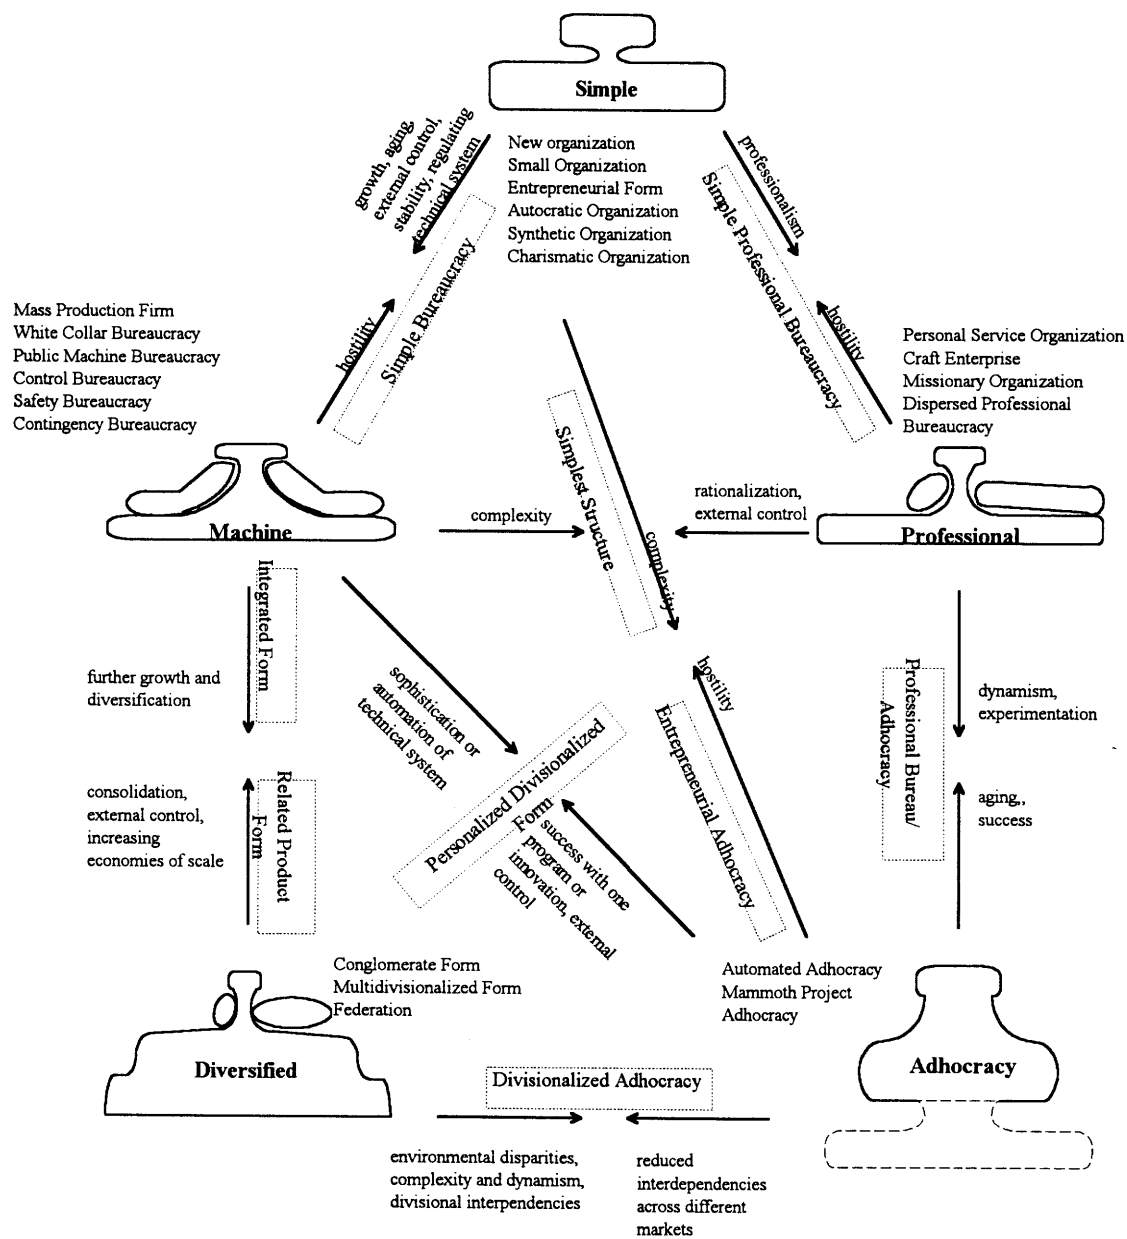 Simple
growth, aging,
external control,
stability, regulating
technical system
New organization
Small Organization
Entrepreneurial Form
Autocratic Organization
Synthetic Organization
Charismatic Organization
professionalism
Simple Bureaucracy
Simple Professional Bureaucracy
hostility
hostility
Mass Production Firm
White Collar Bureaucracy
Public Machine Bureaucracy
Control Bureaucracy
Safety Bureaucracy
Contingency Bureaucracy
Personal Service Organization
Craft Enterprise
Missionary Organization
Dispersed Professional
Bureaucracy
Machine
complexity
Simplest Structure
complexity
rationalization,
external control
Professional
Integrated Form
further growth and
diversification
sophistication or
automation of
technical system
hostility
Entrepreneurial Adhocracy
Professional Bureau/
Adhocracy
dynamism,
experimentation
consolidation,
external control,
increasing
economies of scale
Related Product
Form
Personalized Divisionalized
Form
success with one
program or
innovation, external
control
aging,,
success
Conglomerate Form
Multidivisionalized Form
Federation
Automated Adhocracy
Mammoth Project
Adhocracy
Diversified
Divisionalized Adhocracy
Adhocracy
environmental disparities,
complexity and dynamism,
divisional interpendencies
reduced
interdependencies
across different
markets